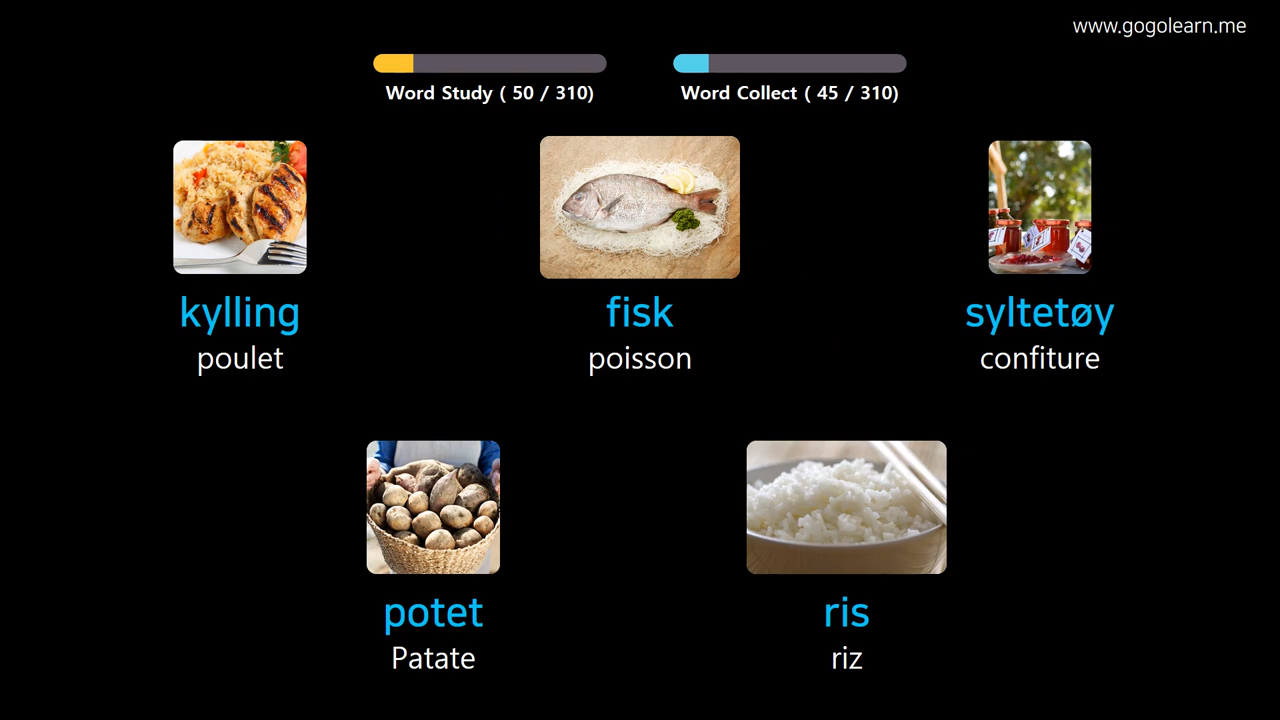 www.gogolearn.me
Word Study ( 50 / 310)
Word Collect ( 45 / 310)
kylling
poulet
fisk
poisson
syltetøy
confiture
potet
Patate
ris
riz